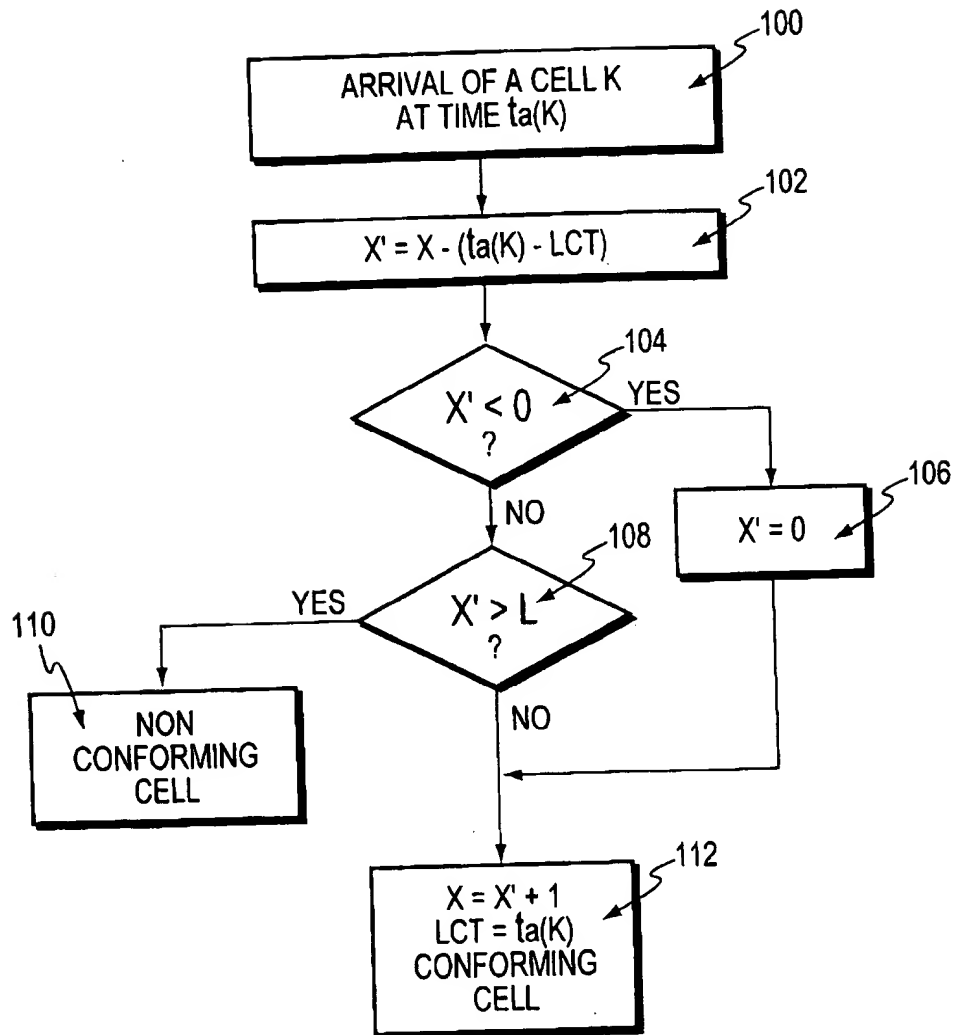 100
ARRIVAL OF A CELL K
AT TIME ta(K)
102
X' = X - (ta(K) - LCT)
104
X' < 0
?
YES
NO
106
X' = 0
108
X' > L
?
YES
NO
110
NON
CONFORMING
CELL
112
X = X' + 1
LCT = ta(K)
CONFORMING
CELL